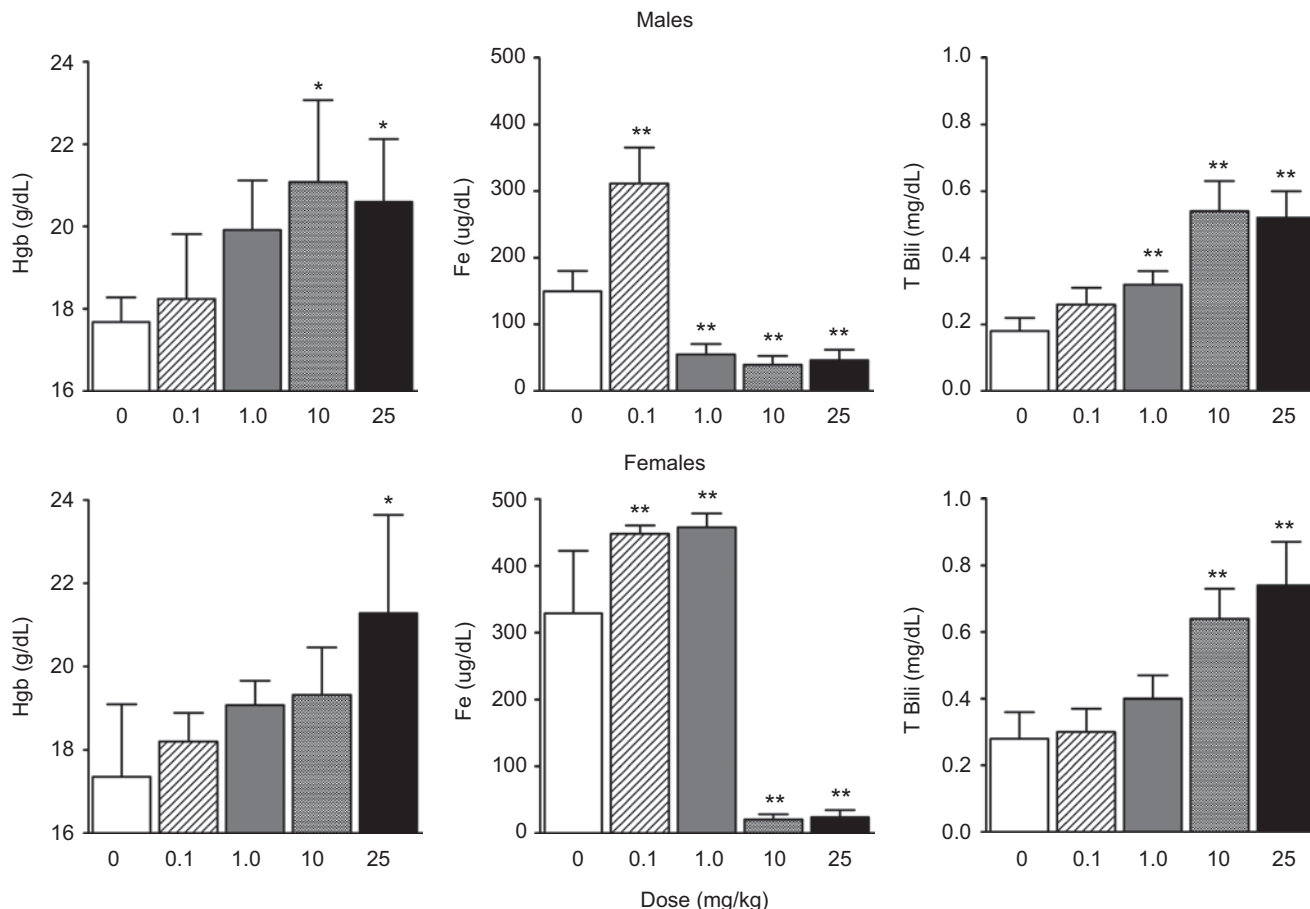 Males
Hgb (g/dL)
24
22
20
18
16
* *
0 0.1 1.0 10 25
Fe (ug/dL)
500
400
300
200
100
0
** ** ** **
0 0.1 1.0 10 25
T Bili (mg/dL)
1.0
0.8
0.6
0.4
0.2
0.0
** ** **
0 0.1 1.0 10 25
Females
Hgb (g/dL)
24
22
20
18
16
*
0 0.1 1.0 10 25
Fe (ug/dL)
500
400
300
200
100
0
** ** ** **
0 0.1 1.0 10 25
T Bili (mg/dL)
1.0
0.8
0.6
0.4
0.2
0.0
** **
0 0.1 1.0 10 25
Dose (mg/kg)